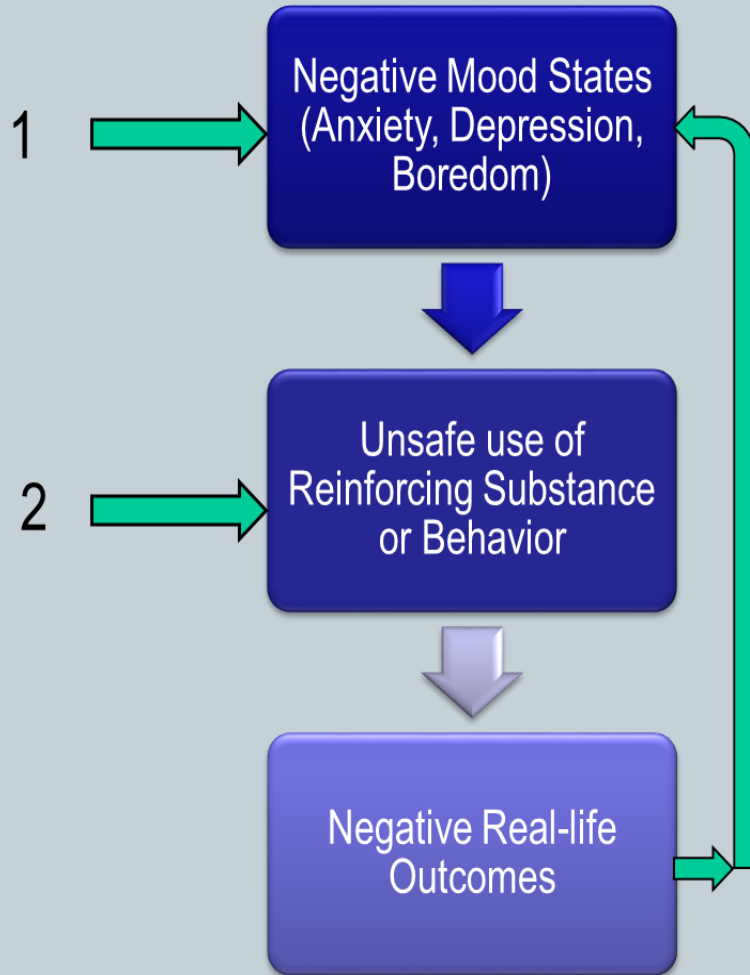 1
Negative Mood States
(Anxiety, Depression,
Boredom)
2
Unsafe use of
Reinforcing Substance
or Behavior
Negative Real-life
Outcomes